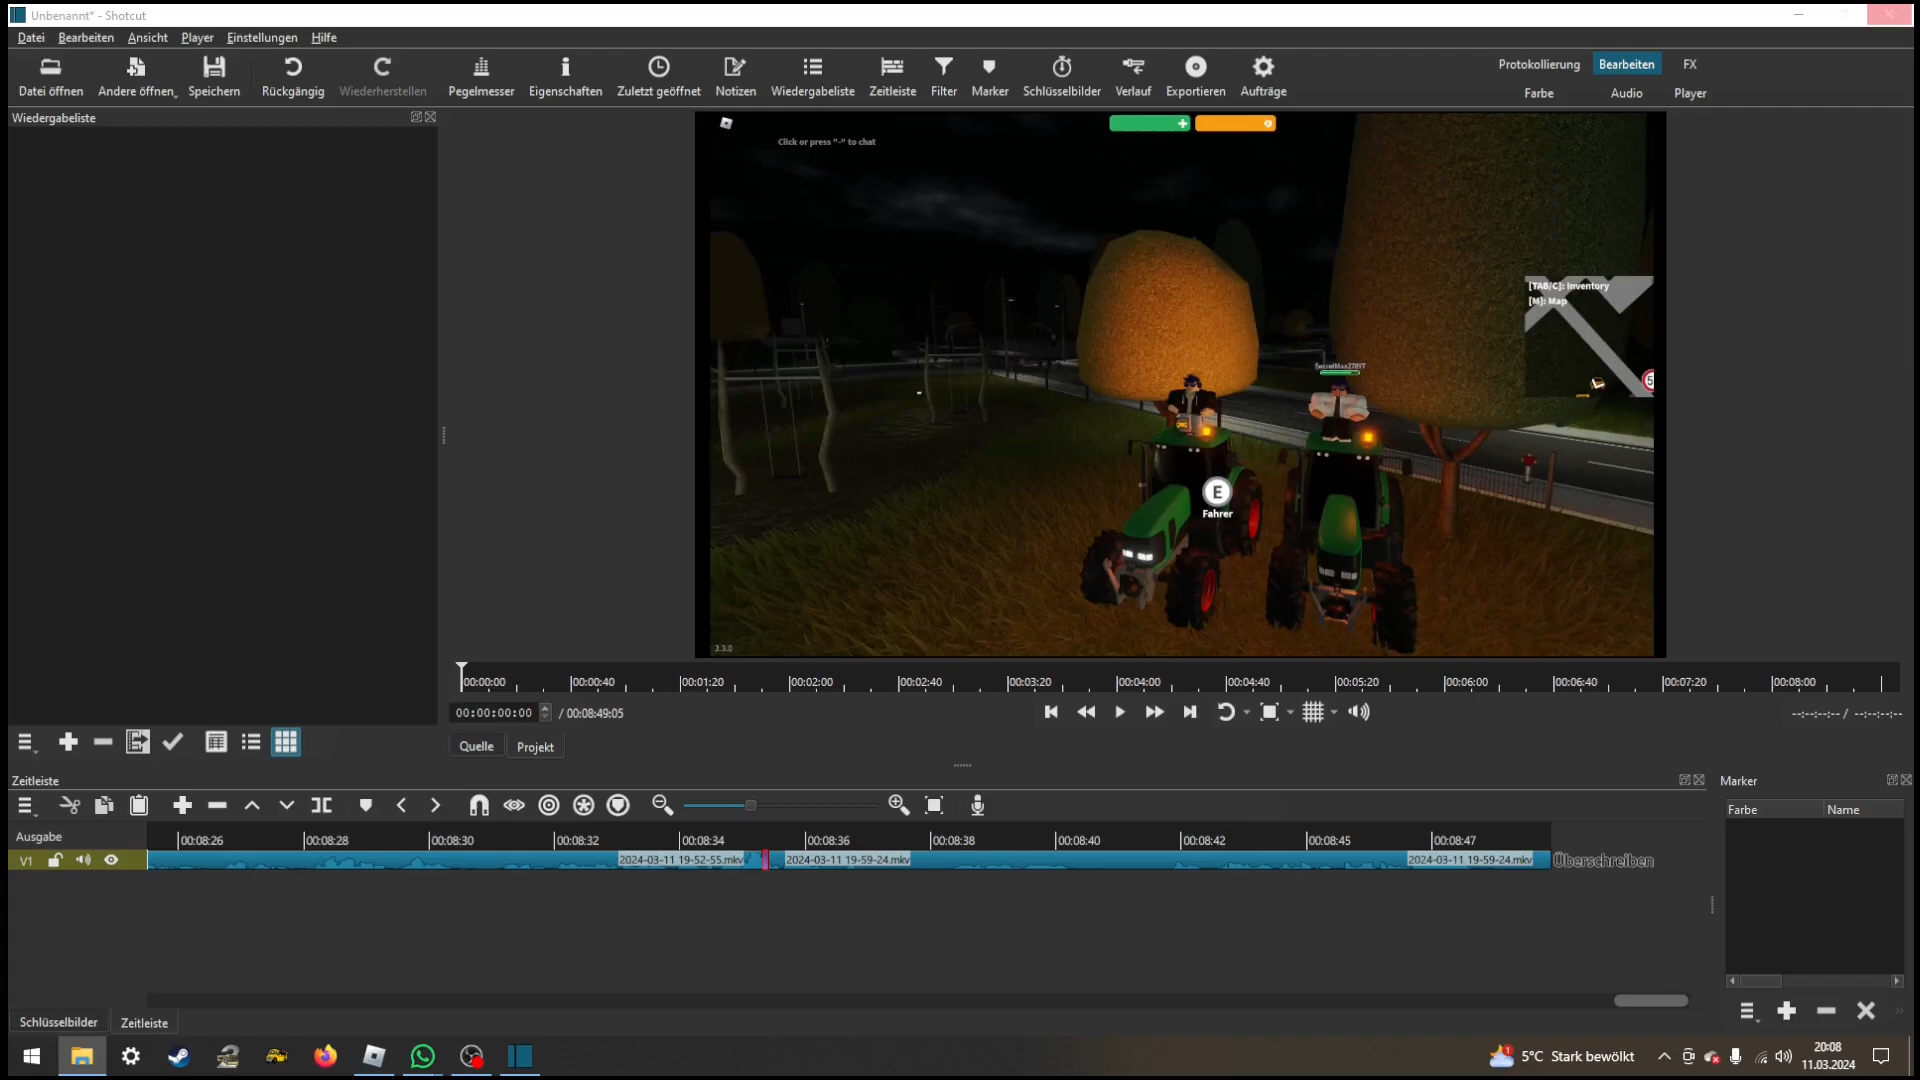 Unbenannt* - Shotcut
Datei Bearbeiten Ansicht Player Einstellungen Hilfe
Datei öffnen Andere öffnen Speichern Rückgängig Wiederherstellen Pegelmesser Eigenschaften Zuletzt geöffnet Notizen Wiedergabeliste Zeitleiste Filter Marker Schlüsselbilder Verlauf Exportieren Aufträge
Protokollierung Bearbeiten FX
Farbe Audio Player
Wiedergabeliste
Click or press "-" to chat
[TAB/C]: Inventory
[M]: Map
SecretMax278YT
5
E
Fahrer
3.3.0
00:00:00 00:00:40 00:01:20 00:02:00 00:02:40 00:03:20 00:04:00 00:04:40 00:05:20 00:06:00 00:06:40 00:07:20 00:08:00
00:00:00:00 / 00:08:49:05
--:--:--:-- / --:--:--:--
Quelle Projekt
Zeitleiste
Marker
Farbe Name
Ausgabe
00:08:26 00:08:28 00:08:30 00:08:32 00:08:34 00:08:36 00:08:38 00:08:40 00:08:42 00:08:45 00:08:47
V1
2024-03-11 19-52-55.mkv 2024-03-11 19-59-24.mkv 2024-03-11 19-59-24.mkv Überschreiben
Schlüsselbilder Zeitleiste
1
5°C Stark bewölkt
20:08
11.03.2024